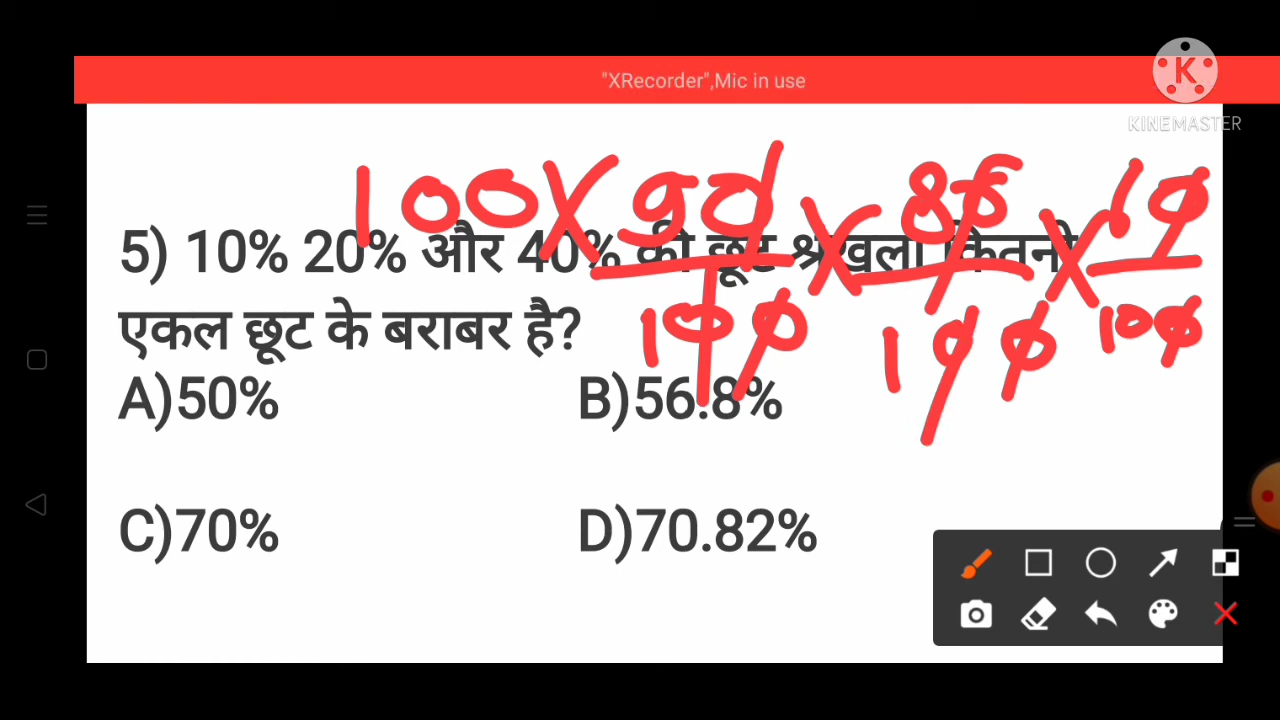 "XRecorder",Mic in use
K
KINEMASTER
100 X 90 X 80 X 10
100 100 100
5) 10% 20% और 40% की छूट श्रंखला कितनी
एकल छूट के बराबर है?
A)50% B)56.8%
C)70% D)70.82%